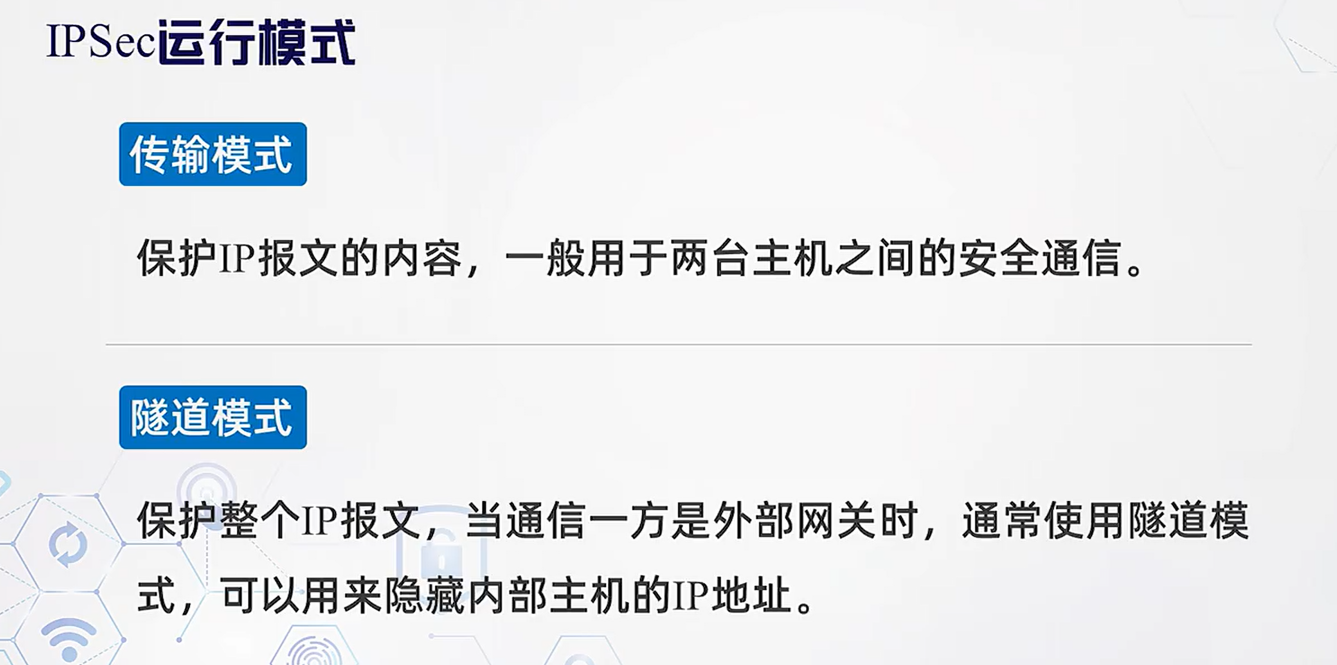 IPSec运行模式
传输模式
保护IP报文的内容，一般用于两台主机之间的安全通信。
隧道模式
保护整个IP报文，当通信一方是外部网关时，通常使用隧道模
式，可以用来隐藏内部主机的IP地址。